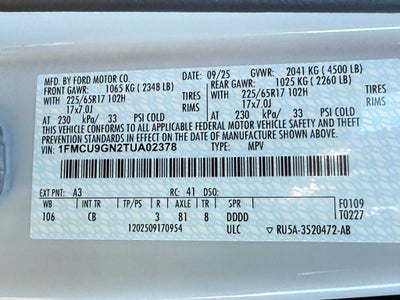 MFD. BY FORD MOTOR CO. 09/25 GVWR: 2041 KG ( 4500 LB)
FRONT GAWR: 1065 KG ( 2348 LB) REAR GAWR: 1025 KG ( 2260 LB)
WITH WITH
225/65R17 102H TIRES 225/65R17 102H TIRES
17x7.0J RIMS 17x7.0J RIMS
AT 230 kPa/ 33 PSI COLD AT 230 kPa/ 33 PSI COLD
THIS VEHICLE CONFORMS TO ALL APPLICABLE FEDERAL MOTOR VEHICLE SAFETY, BUMPER, AND THEFT
PREVENTION STANDARDS IN EFFECT ON THE DATE OF MANUFACTURE SHOWN ABOVE.
VIN: 1FMCU9GN2TUA02378 TYPE: MPV
EXT PNT: A3 RC: 41 DSO:
WB INT TR TP/PS R AXLE TR SPR F0109
106 CB 3 81 8 DDDD T0227
1202509170954 ULC RU5A-3520472-AB